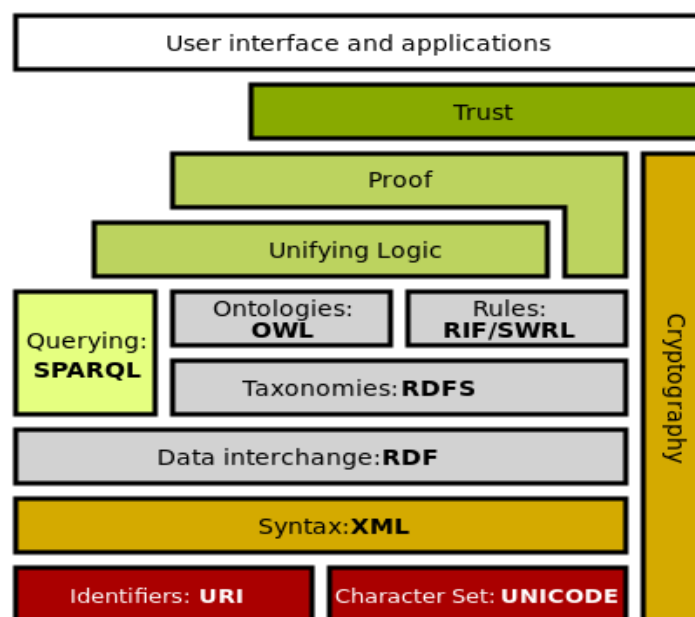 User interface and applications
Trust
Proof
Unifying Logic
Ontologies:
OWL
Rules:
RIF/SWRL
Querying:
SPARQL
Taxonomies:RDFS
Cryptography
Data interchange:RDF
Syntax:XML
Identifiers: URI
Character Set: UNICODE